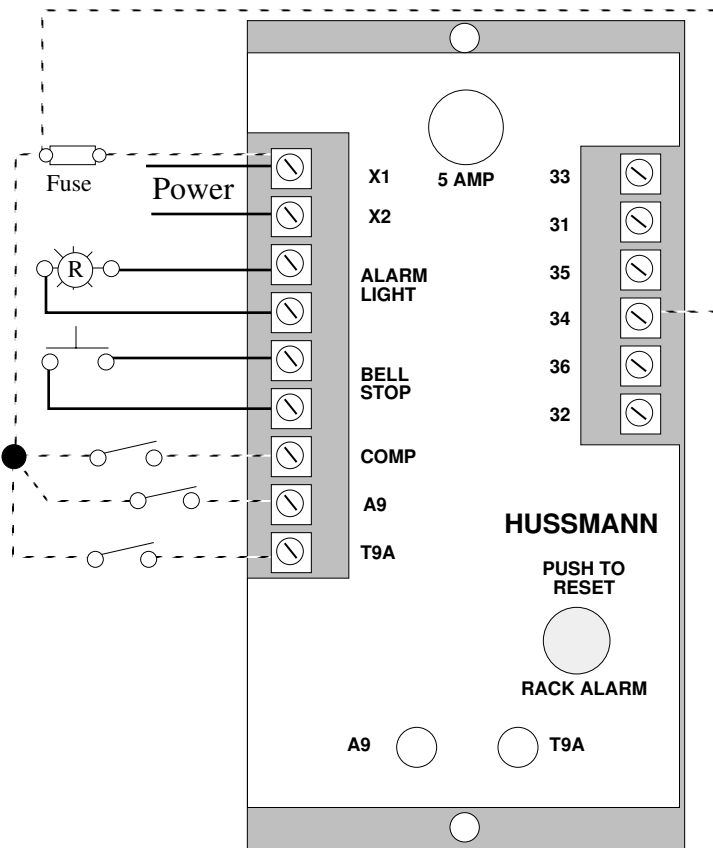 Fuse
Power
R
X1
X2
ALARM
LIGHT
BELL
STOP
COMP
A9
T9A
5 AMP
33
31
35
34
36
32
HUSSMANN
PUSH TO
RESET
RACK ALARM
A9
T9A